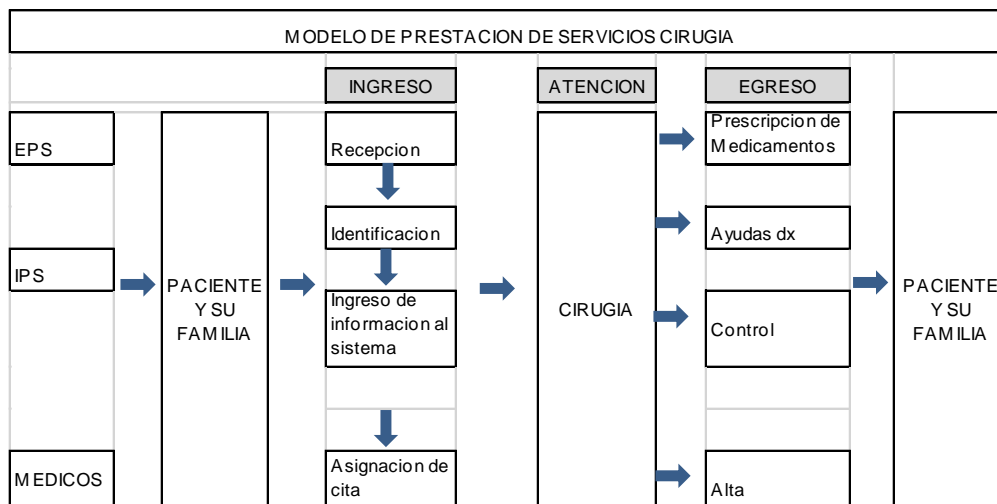 MODELO DE PRESTACION DE SERVICIOS CIRUGIA
INGRESO
ATENCION
EGRESO
EPS
IPS
MEDICOS
PACIENTE
Y SU
FAMILIA
Recepcion
Identificacion
Ingreso de
informacion al
sistema
Asignacion de
cita
CIRUGIA
Prescripcion de
Medicamentos
Ayudas dx
Control
Alta
PACIENTE
Y SU
FAMILIA